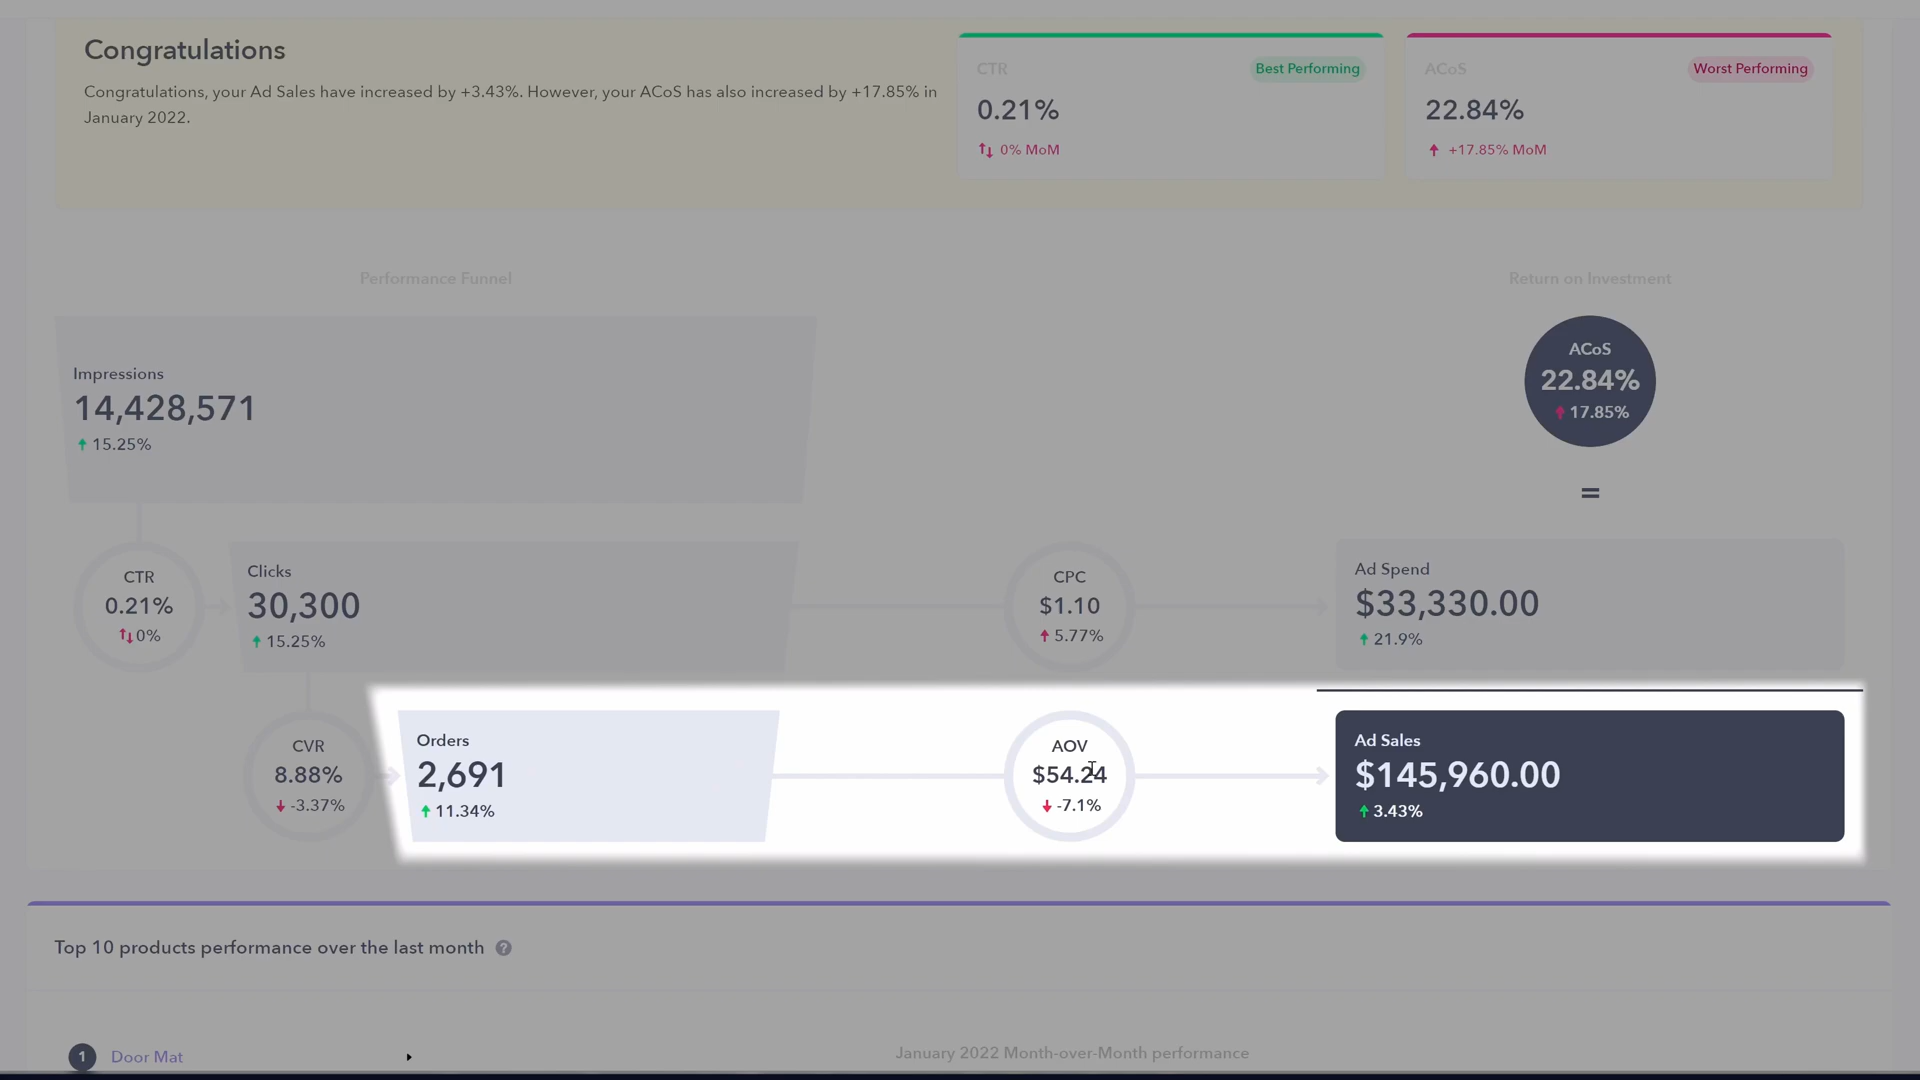 Congratulations
Congratulations, your Ad Sales have increased by +3.43%. However, your ACoS has also increased by +17.85% in
January 2022.
CTR
Best Performing
0.21%
0% MoM
ACoS
Worst Performing
22.84%
+17.85% MoM
Performance Funnel
Return on Investment
Impressions
14,428,571
15.25%
ACoS
22.84%
17.85%
=
CTR
0.21%
0%
Clicks
30,300
15.25%
CPC
$1.10
5.77%
Ad Spend
$33,330.00
21.9%
CVR
8.88%
-3.37%
Orders
2,691
11.34%
AOV
$54.24
-7.1%
Ad Sales
$145,960.00
3.43%
Top 10 products performance over the last month ?
1 Door Mat
January 2022 Month-over-Month performance